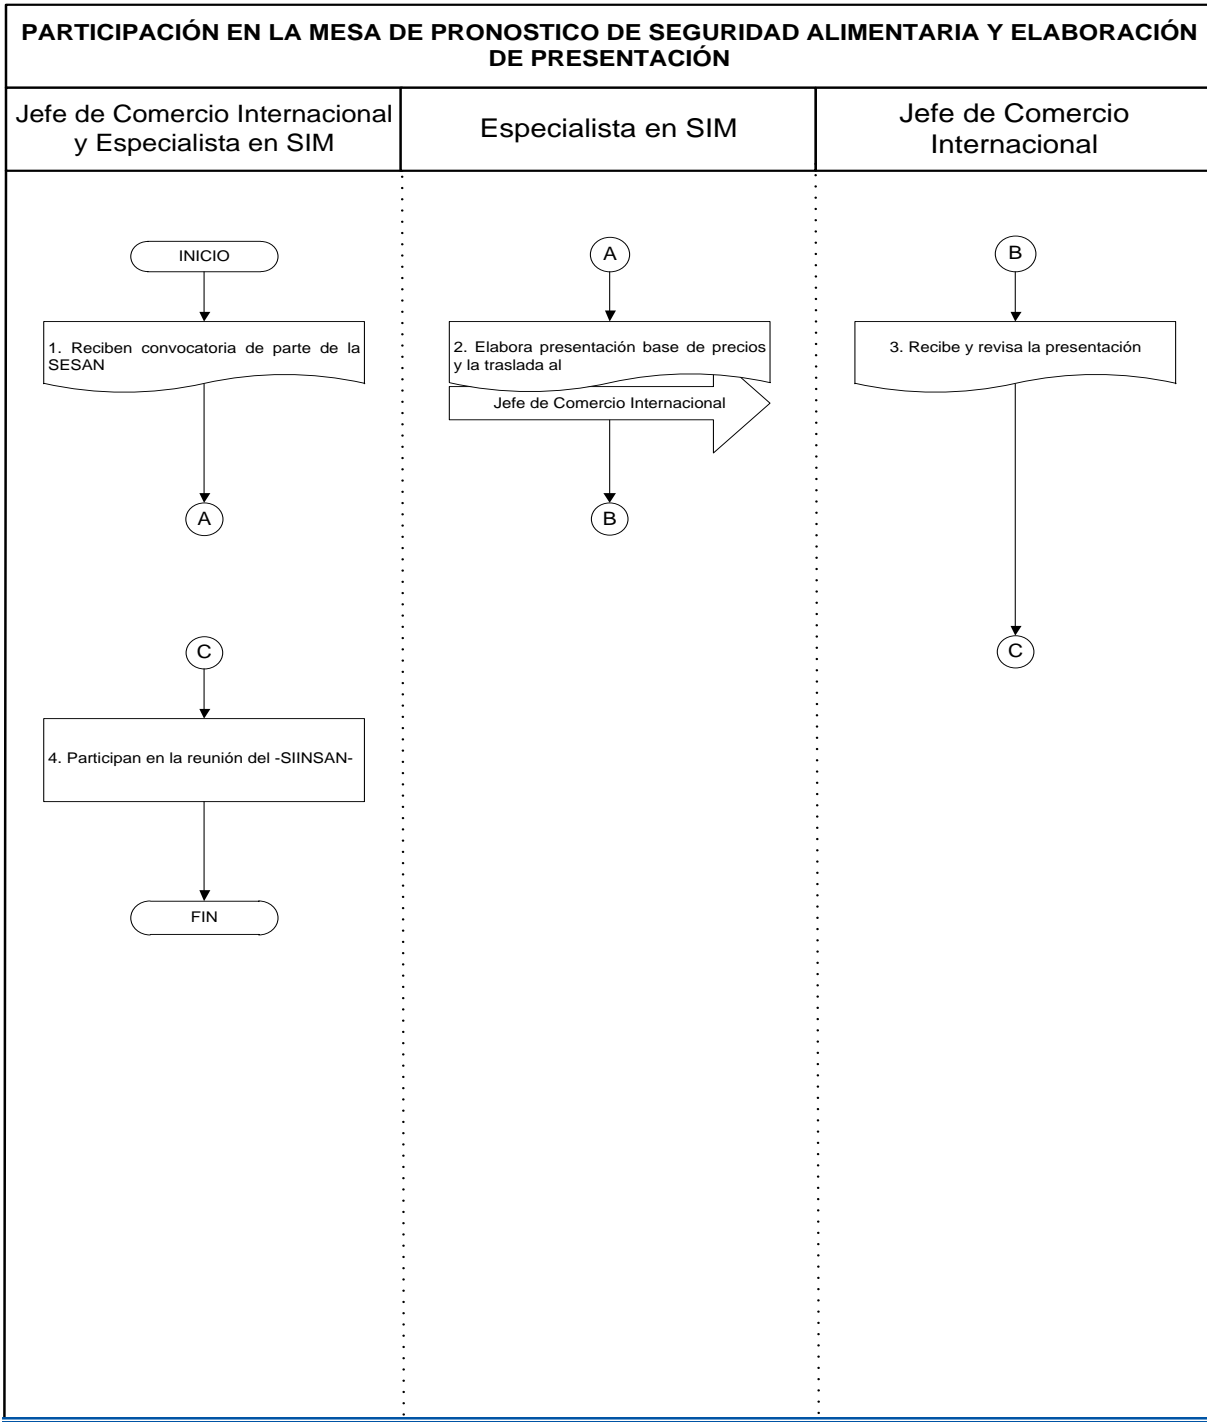 PARTICIPACIÓN EN LA MESA DE PRONOSTICO DE SEGURIDAD ALIMENTARIA Y ELABORACIÓN
DE PRESENTACIÓN
Jefe de Comercio Internacional
y Especialista en SIM
Especialista en SIM
Jefe de Comercio
Internacional
INICIO
1. Reciben convocatoria de parte de la
SESAN
A
A
2. Elabora presentación base de precios
y la traslada al
Jefe de Comercio Internacional
B
B
3. Recibe y revisa la presentación
C
C
4. Participan en la reunión del -SIINSAN-
FIN